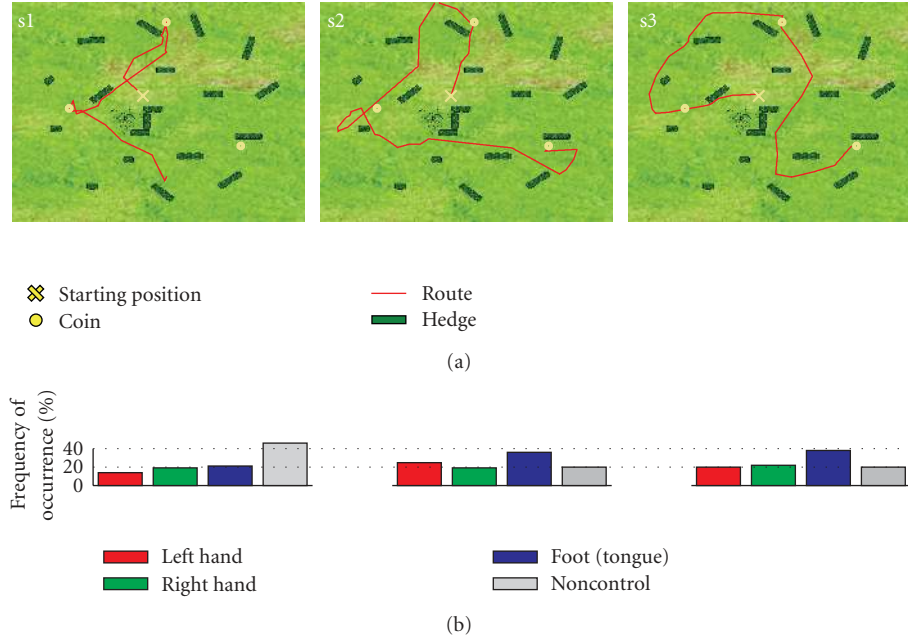 s1
s2
s3
Starting position
Coin
Route
Hedge
(a)
Frequency of
occurrence (%)
40
20
0
Left hand
Right hand
Foot (tongue)
Noncontrol
(b)